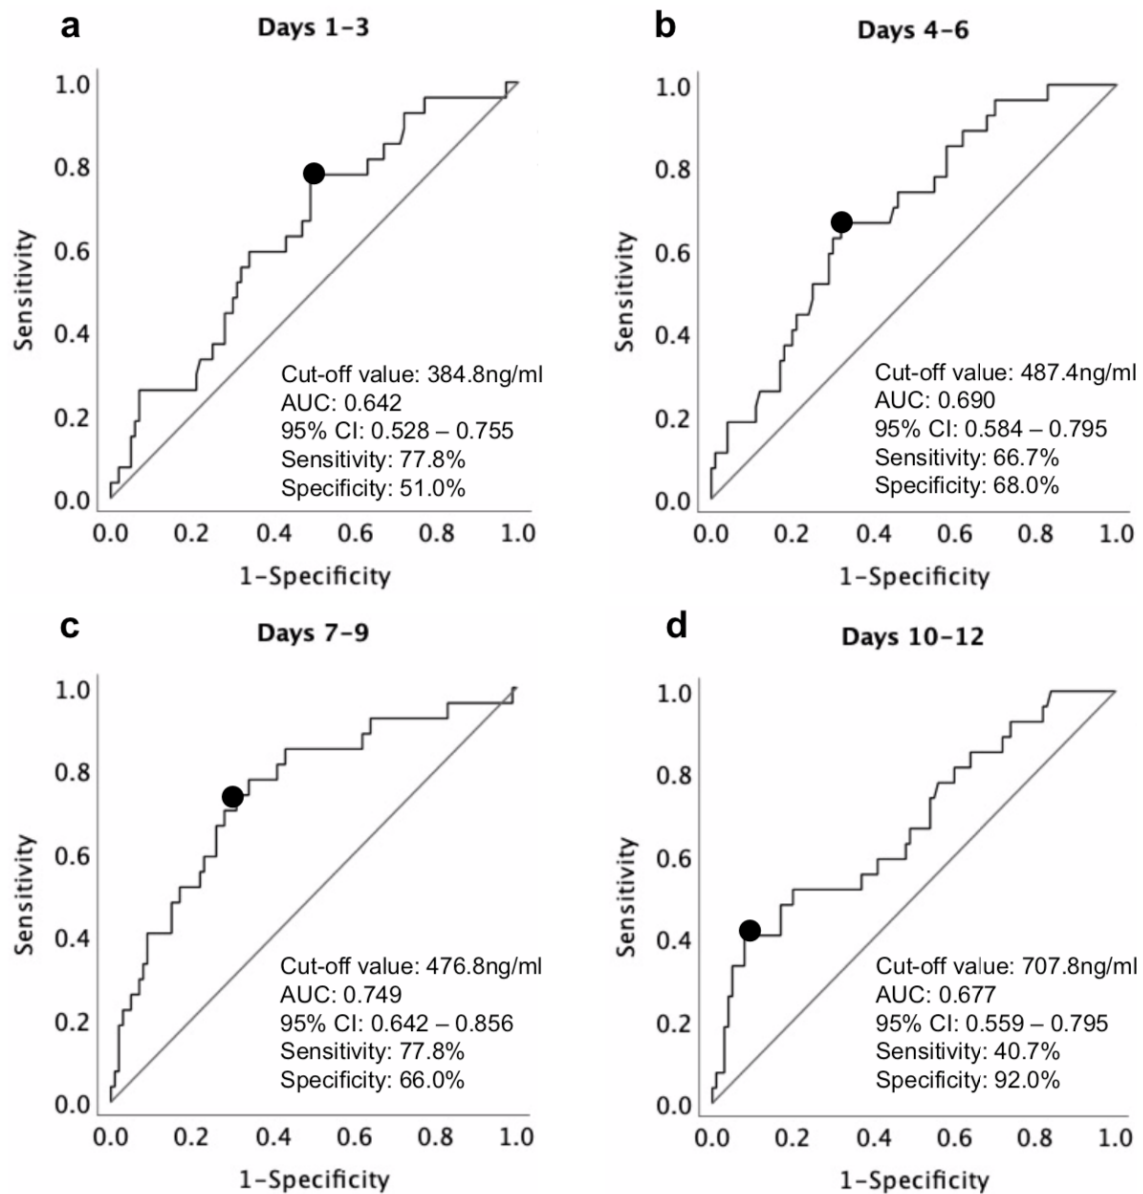 a
Days 1–3
1.0
0.8
0.6
0.4
0.2
0.0
Sensitivity
Cut-off value: 384.8ng/ml
AUC: 0.642
95% CI: 0.528 – 0.755
Sensitivity: 77.8%
Specificity: 51.0%
0.0 0.2 0.4 0.6 0.8 1.0
1-Specificity
b
Days 4–6
1.0
0.8
0.6
0.4
0.2
0.0
Sensitivity
Cut-off value: 487.4ng/ml
AUC: 0.690
95% CI: 0.584 – 0.795
Sensitivity: 66.7%
Specificity: 68.0%
0.0 0.2 0.4 0.6 0.8 1.0
1-Specificity
c
Days 7–9
1.0
0.8
0.6
0.4
0.2
0.0
Sensitivity
Cut-off value: 476.8ng/ml
AUC: 0.749
95% CI: 0.642 – 0.856
Sensitivity: 77.8%
Specificity: 66.0%
0.0 0.2 0.4 0.6 0.8 1.0
1-Specificity
d
Days 10–12
1.0
0.8
0.6
0.4
0.2
0.0
Sensitivity
Cut-off value: 707.8ng/ml
AUC: 0.677
95% CI: 0.559 – 0.795
Sensitivity: 40.7%
Specificity: 92.0%
0.0 0.2 0.4 0.6 0.8 1.0
1-Specificity